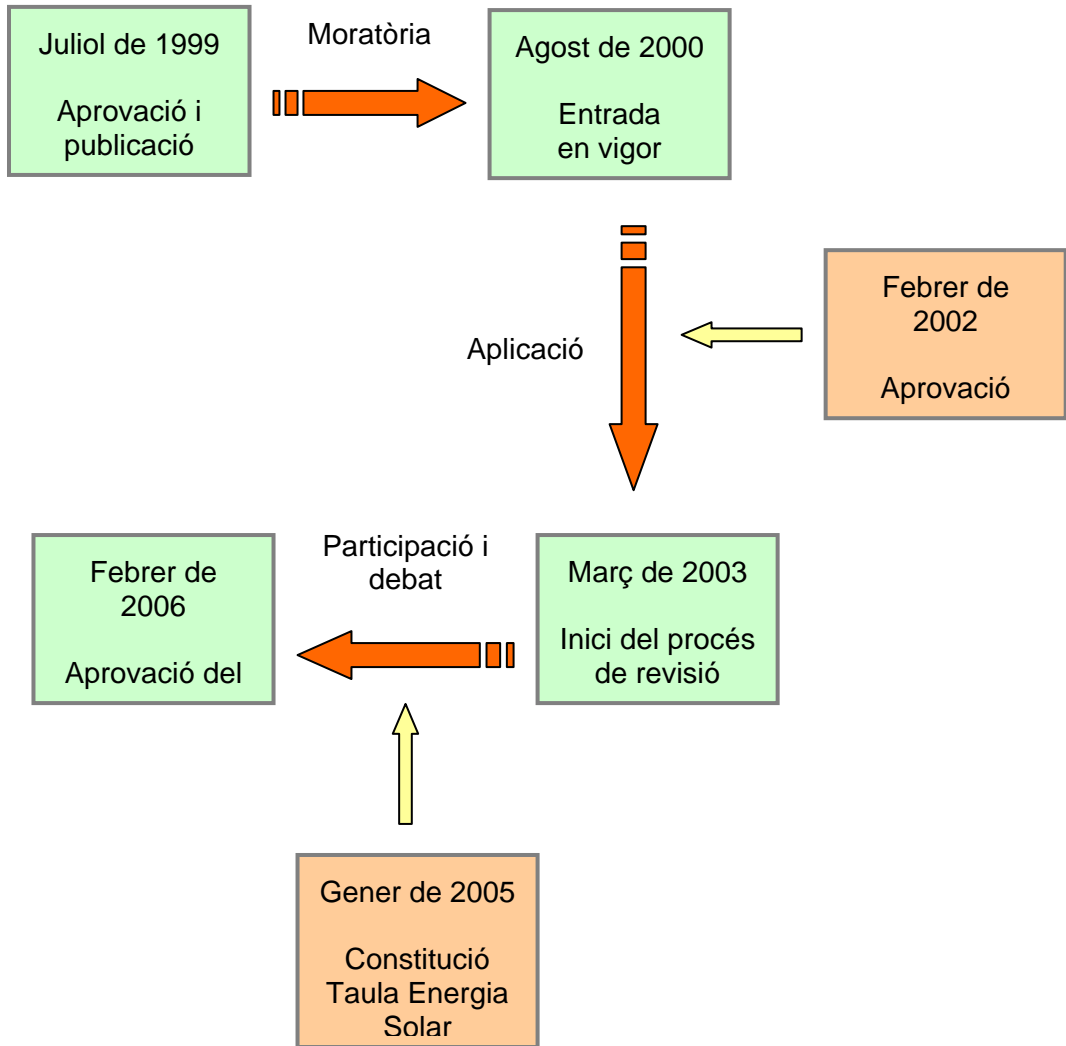 Juliol de 1999
Aprovació i
publicació
Moratòria
Agost de 2000
Entrada
en vigor
Aplicació
Febrer de
2002
Aprovació
Febrer de
2006
Aprovació del
Participació i
debat
Març de 2003
Inici del procés
de revisió
Gener de 2005
Constitució
Taula Energia
Solar